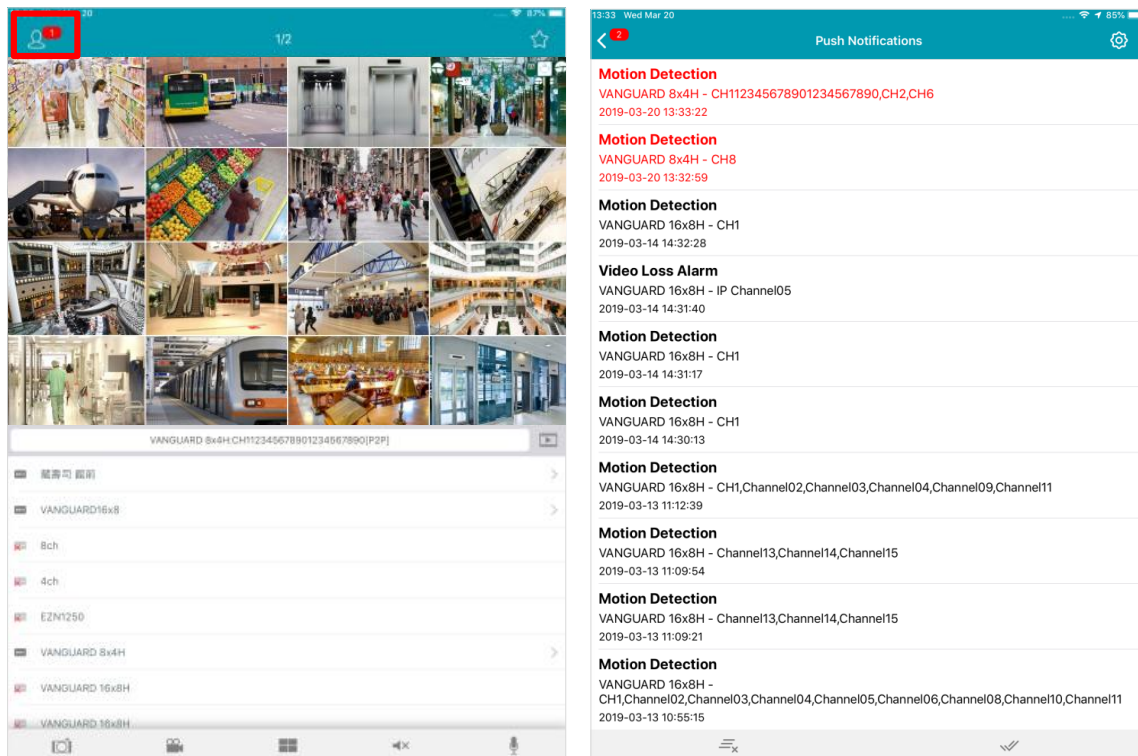 20
87%
1
1/2
VANGUARD 8x4H:CH112345678901234567890[P2P]
藏壽司 館前
VANGUARD16x8
8ch
4ch
EZN1250
VANGUARD 8x4H
VANGUARD 16x8H
VANGUARD 16x8H
13:33 Wed Mar 20
85%
2
Push Notifications
Motion Detection
VANGUARD 8x4H - CH112345678901234567890,CH2,CH6
2019-03-20 13:33:22
Motion Detection
VANGUARD 8x4H - CH8
2019-03-20 13:32:59
Motion Detection
VANGUARD 16x8H - CH1
2019-03-14 14:32:28
Video Loss Alarm
VANGUARD 16x8H - IP Channel05
2019-03-14 14:31:40
Motion Detection
VANGUARD 16x8H - CH1
2019-03-14 14:31:17
Motion Detection
VANGUARD 16x8H - CH1
2019-03-14 14:30:13
Motion Detection
VANGUARD 16x8H - CH1,Channel02,Channel03,Channel04,Channel09,Channel11
2019-03-13 11:12:39
Motion Detection
VANGUARD 16x8H - Channel13,Channel14,Channel15
2019-03-13 11:09:54
Motion Detection
VANGUARD 16x8H - Channel13,Channel14,Channel15
2019-03-13 11:09:21
Motion Detection
VANGUARD 16x8H -
CH1,Channel02,Channel03,Channel04,Channel05,Channel06,Channel08,Channel10,Channel11
2019-03-13 10:55:15